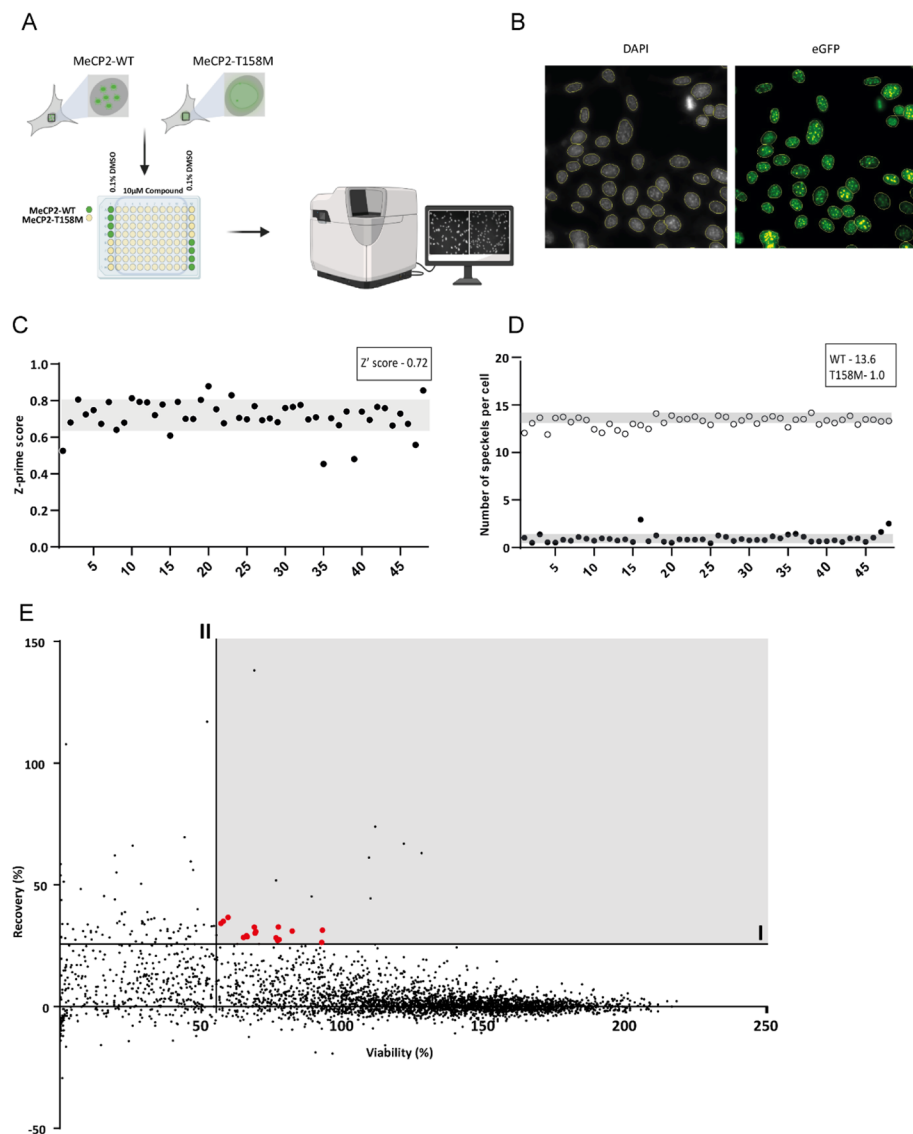 A
MeCP2-WT
MeCP2-T158M
0.1% DMSO
10µM Compound
0.1% DMSO
MeCP2-WT
MeCP2-T158M
B
DAPI
eGFP
C
Z' score - 0.72
Z-prime score
1.0
0.8
0.6
0.4
0.2
0.0
5 10 15 20 25 30 35 40 45
D
WT - 13.6
T158M- 1.0
Number of speckels per cell
20
15
10
5
0
5 10 15 20 25 30 35 40 45
E
II
I
Recovery (%)
150
100
50
0
-50
50 100 150 200 250
Viability (%)